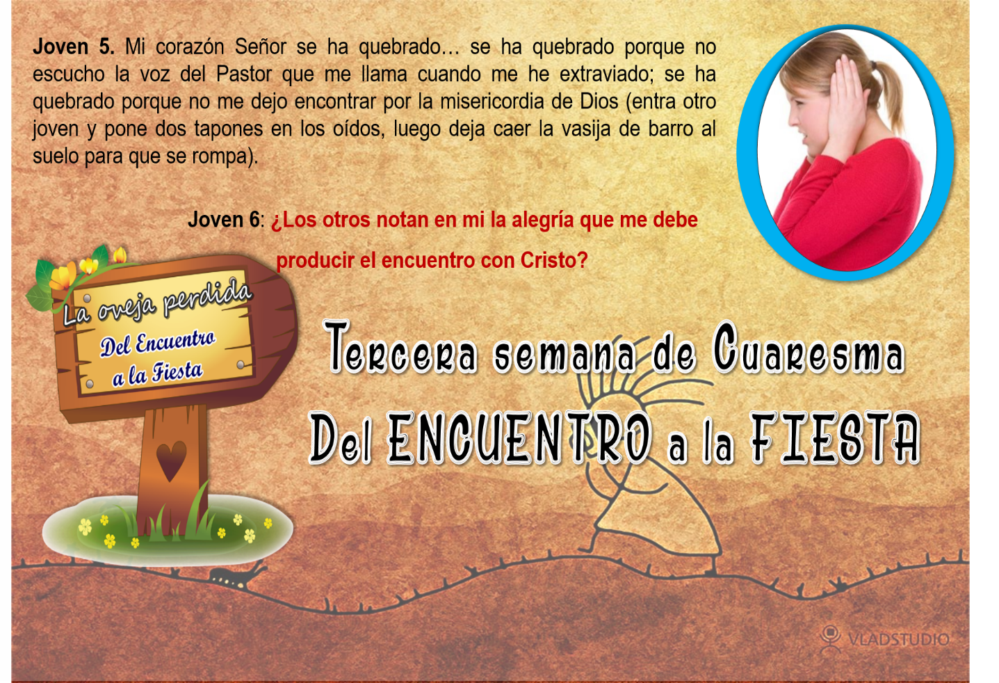 Joven 5. Mi corazón Señor se ha quebrado… se ha quebrado porque no
escucho la voz del Pastor que me llama cuando me he extraviado; se ha
quebrado porque no me dejo encontrar por la misericordia de Dios (entra otro
joven y pone dos tapones en los oídos, luego deja caer la vasija de barro al
suelo para que se rompa).
Joven 6: ¿Los otros notan en mi la alegría que me debe
producir el encuentro con Cristo?
La oveja perdida
Del Encuentro
a la Fiesta
Tercera semana de Cuaresma
Del ENCUENTRO a la FIESTA
VLADSTUDIO